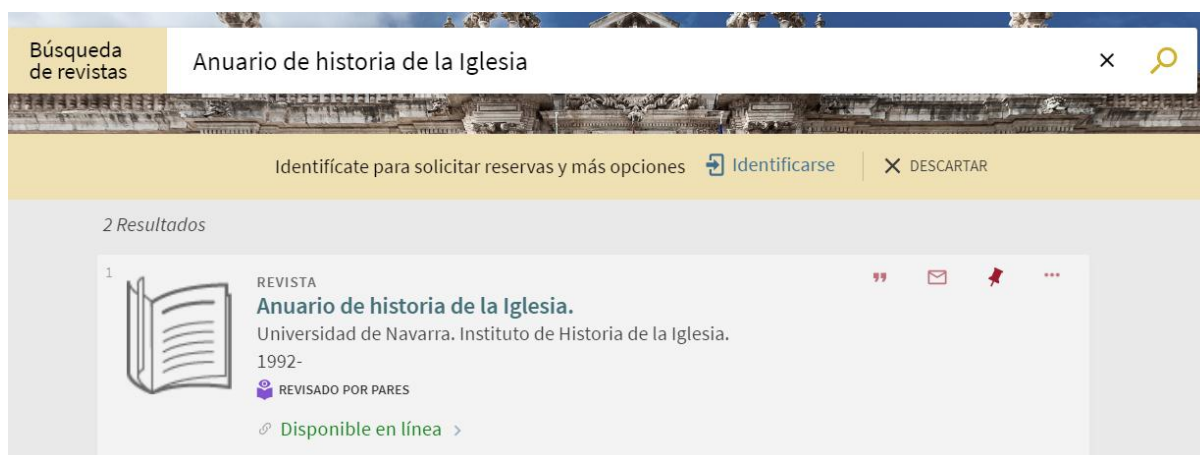 Búsqueda
de revistas
Anuario de historia de la Iglesia
Identifícate para solicitar reservas y más opciones Identificarse DESCARTAR
2 Resultados
1
REVISTA
Anuario de historia de la Iglesia.
Universidad de Navarra. Instituto de Historia de la Iglesia.
1992-
REVISADO POR PARES
Disponible en línea